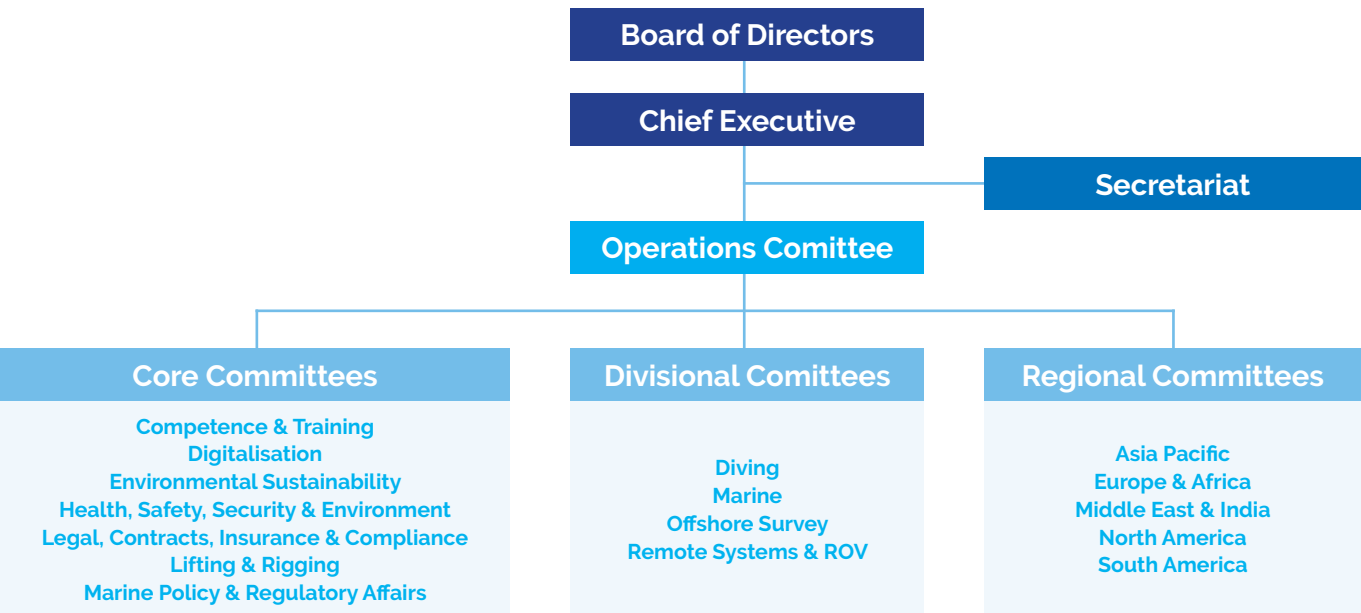 Board of Directors
Chief Executive
Secretariat
Operations Comittee
Core Committees
Competence & Training
Digitalisation
Environmental Sustainability
Health, Safety, Security & Environment
Legal, Contracts, Insurance & Compliance
Lifting & Rigging
Marine Policy & Regulatory Affairs
Divisional Comittees
Diving
Marine
Offshore Survey
Remote Systems & ROV
Regional Committees
Asia Pacific
Europe & Africa
Middle East & India
North America
South America